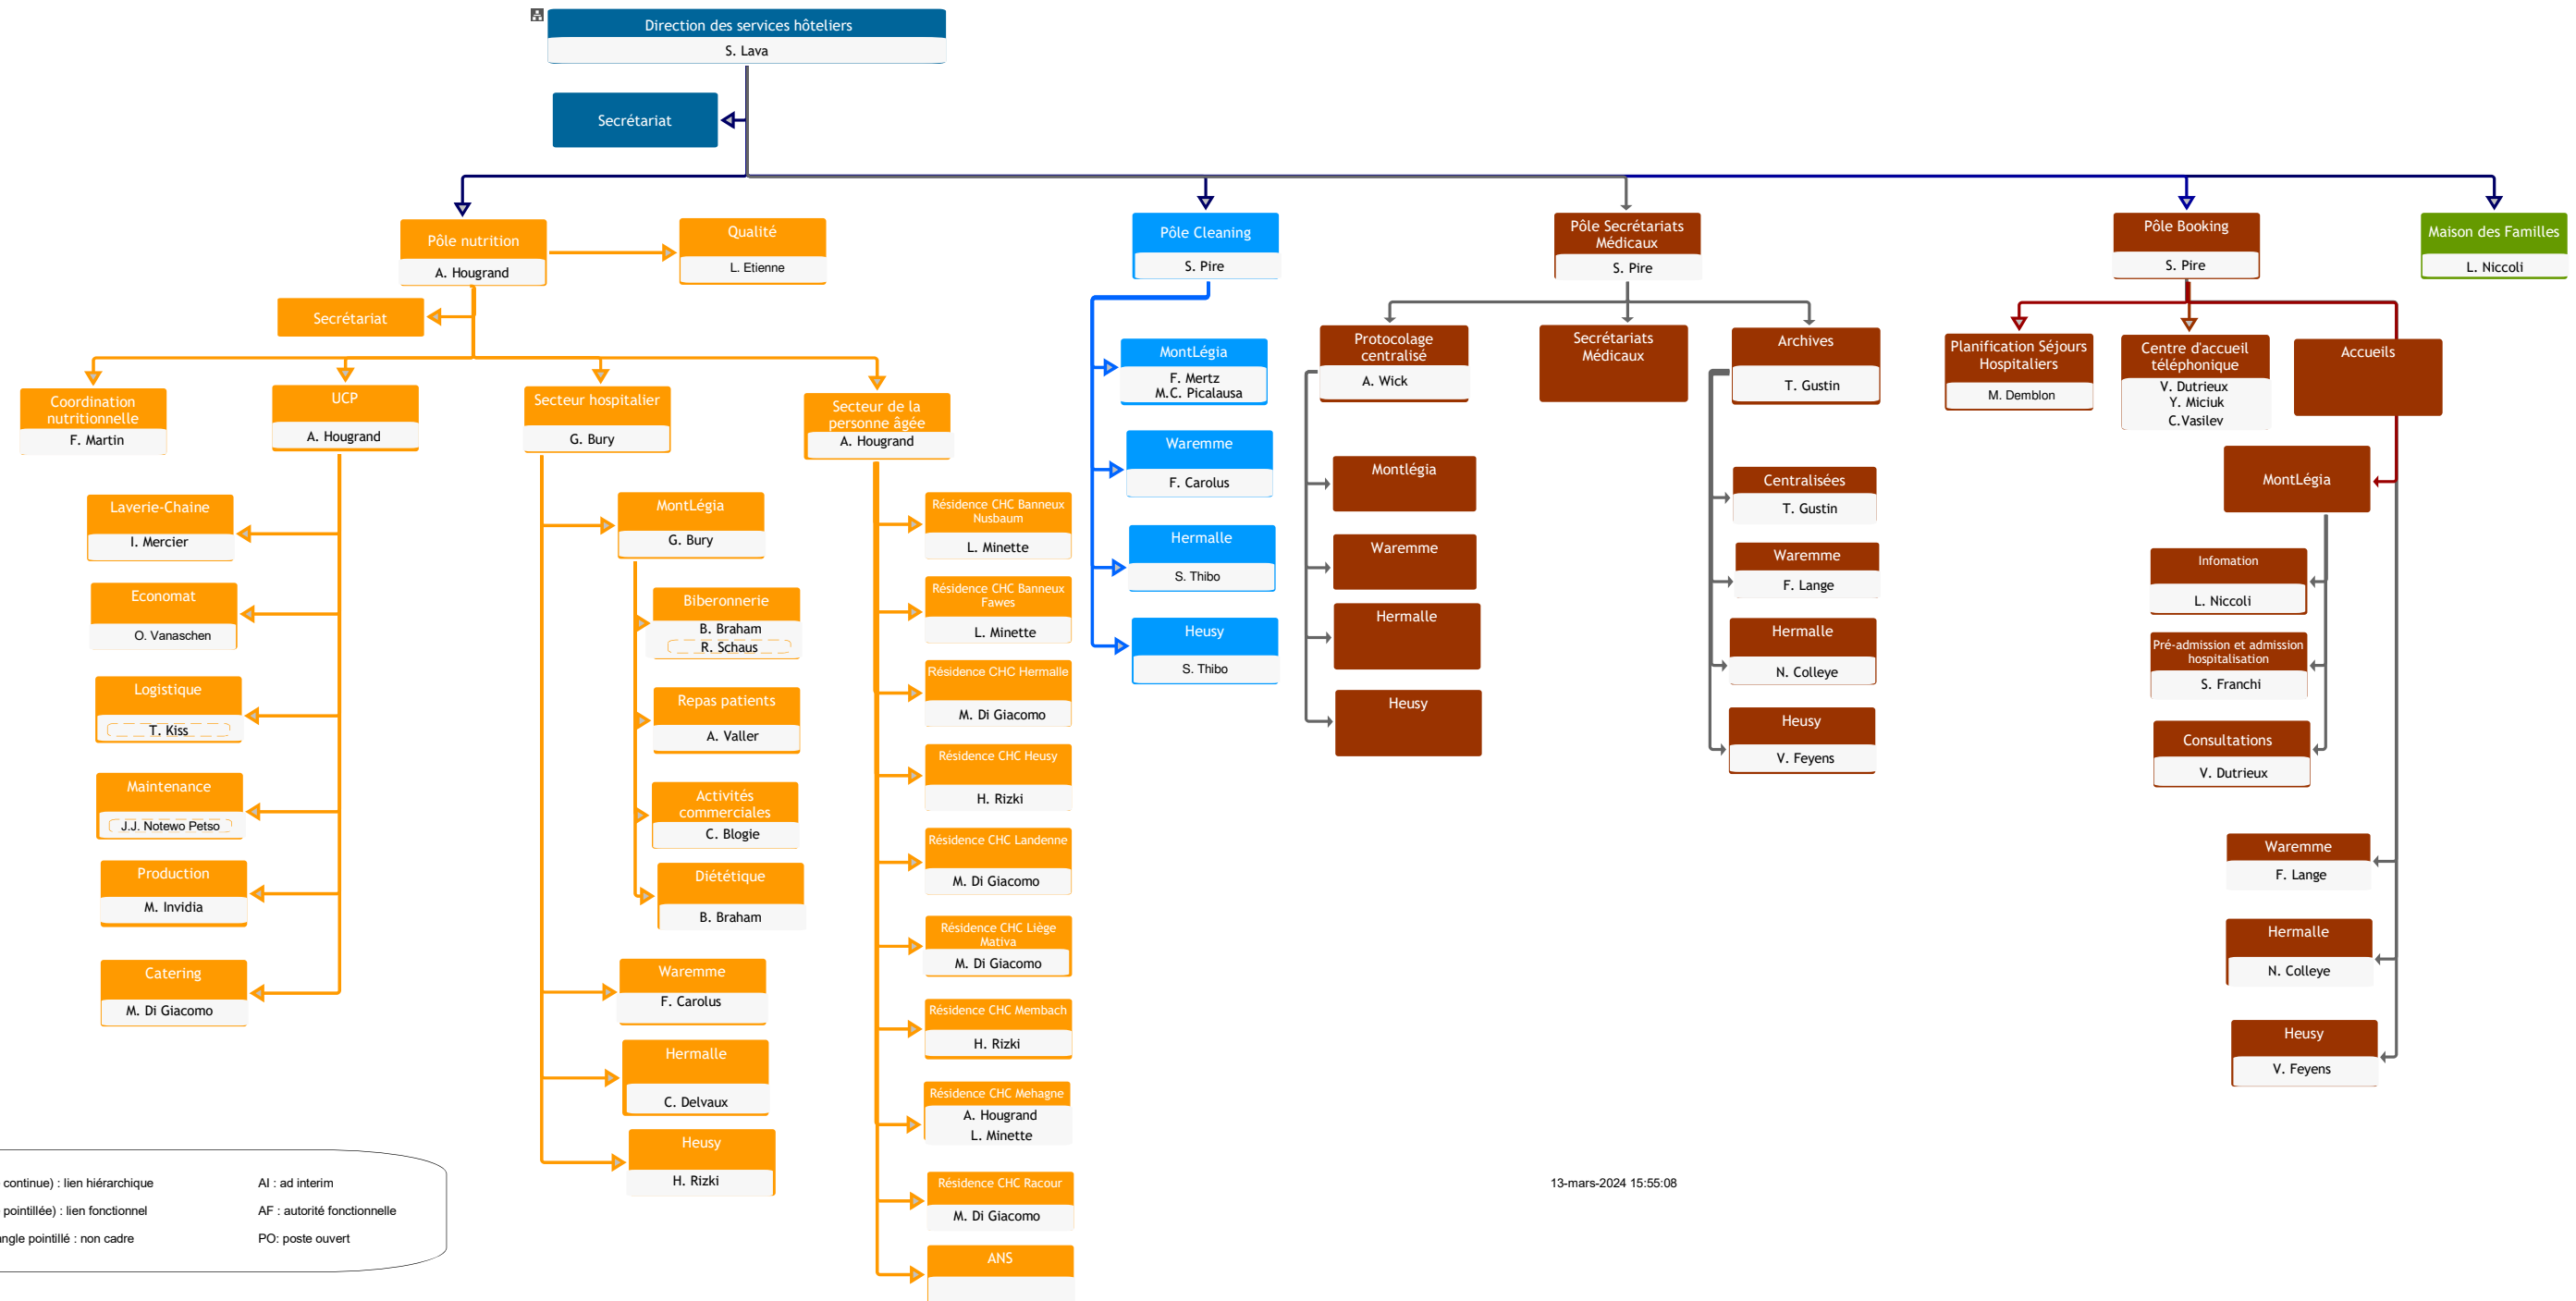 Direction des services hôteliers
S. Lava
Secrétariat
Pôle nutrition
A. Hougrand
Qualité
L. Etienne
Secrétariat
Coordination
nutritionnelle
F. Martin
UCP
A. Hougrand
Laverie-Chaine
I. Mercier
Economat
O. Vanaschen
Logistique
T. Kiss
Maintenance
J.J. Notewo Petso
Production
M. Invidia
Catering
M. Di Giacomo
Secteur hospitalier
G. Bury
MontLégia
G. Bury
Biberonnerie
B. Braham
R. Schaus
Repas patients
A. Valler
Activités
commerciales
C. Blogie
Diététique
B. Braham
Waremme
F. Carolus
Hermalle
C. Delvaux
Heusy
H. Rizki
Secteur de la
personne âgée
A. Hougrand
Résidence CHC Banneux
Nusbaum
L. Minette
Résidence CHC Banneux
Fawes
L. Minette
Résidence CHC Hermalle
M. Di Giacomo
Résidence CHC Heusy
H. Rizki
Résidence CHC Landenne
M. Di Giacomo
Résidence CHC Liège
Mativa
M. Di Giacomo
Résidence CHC Membach
H. Rizki
Résidence CHC Mehagne
A. Hougrand
L. Minette
Résidence CHC Racour
M. Di Giacomo
ANS
Pôle Cleaning
S. Pire
MontLégia
F. Mertz
M.C. Picalausa
Waremme
F. Carolus
Hermalle
S. Thibo
Heusy
S. Thibo
Pôle Secrétariats
Médicaux
S. Pire
Protocolage
centralisé
A. Wick
Montlégia
Waremme
Hermalle
Heusy
Secrétariats
Médicaux
Archives
T. Gustin
Centralisées
T. Gustin
Waremme
F. Lange
Hermalle
N. Colleye
Heusy
V. Feyens
Pôle Booking
S. Pire
Planification Séjours
Hospitaliers
M. Demblon
Centre d'accueil
téléphonique
V. Dutrieux
Y. Miciuk
C.Vasilev
Accueils
MontLégia
Infomation
L. Niccoli
Pré-admission et admission
hospitalisation
S. Franchi
Consultations
V. Dutrieux
Waremme
F. Lange
Hermalle
N. Colleye
Heusy
V. Feyens
Maison des Familles
L. Niccoli
continue) : lien hiérarchique
AI : ad interim
pointillée) : lien fonctionnel
AF : autorité fonctionnelle
angle pointillé : non cadre
PO: poste ouvert
13-mars-2024 15:55:08